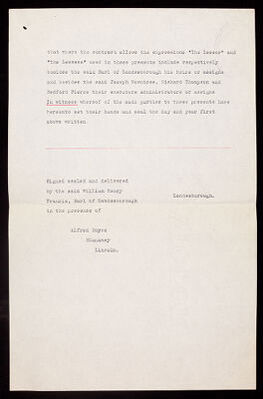 that where the contract allows the expressions "the Lessor" and
"the Lessees" used in these presents include respectively
besides the said Earl of Londesborough his heirs or assigns
and besides the said Joseph Rowntree, Richard Thompson and
Bedford Pierce their executors administrators or assigns
In witness whereof of the said parties to these presents have
hereunto set their hands and seal the day and year first
above written
Signed sealed and delivered
by the said William Henry
Londesborough.
Francis, Earl of Londesborough
in the presence of
Alfred Boyce
Lincoln.